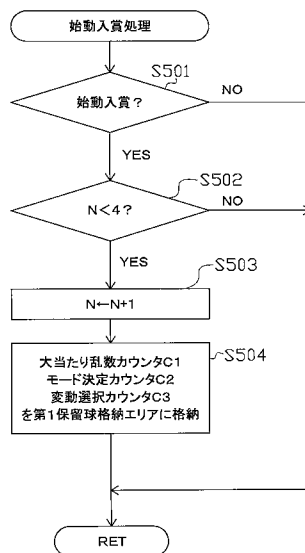 始動入賞処理
S501
始動入賞？
NO
YES
S502
N＜4？
NO
YES
S503
N←N+1
S504
大当たり乱数カウンタC1
モード決定カウンタC2
変動選択カウンタC3
を第1保留球格納エリアに格納
RET